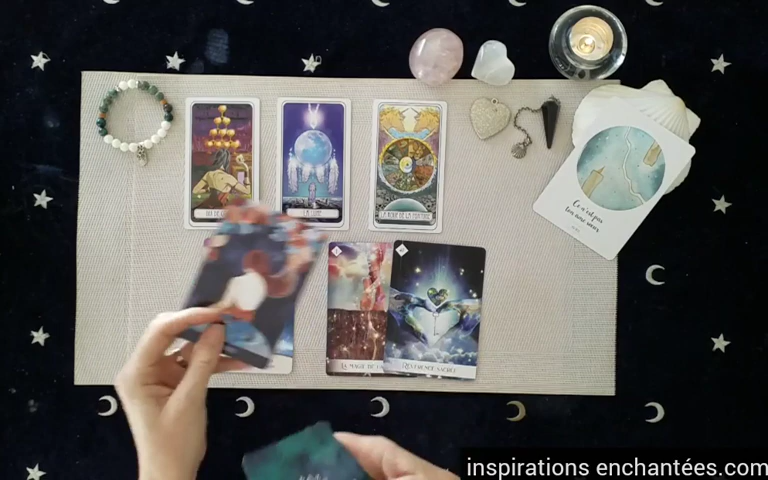 LA LUNE
LA ROUE DE LA FORTUNE
Ce n'est pas
ton âme sœur
LA MAGIE DE
RÉVÉRENCE SACRÉE
inspirations enchantées.com